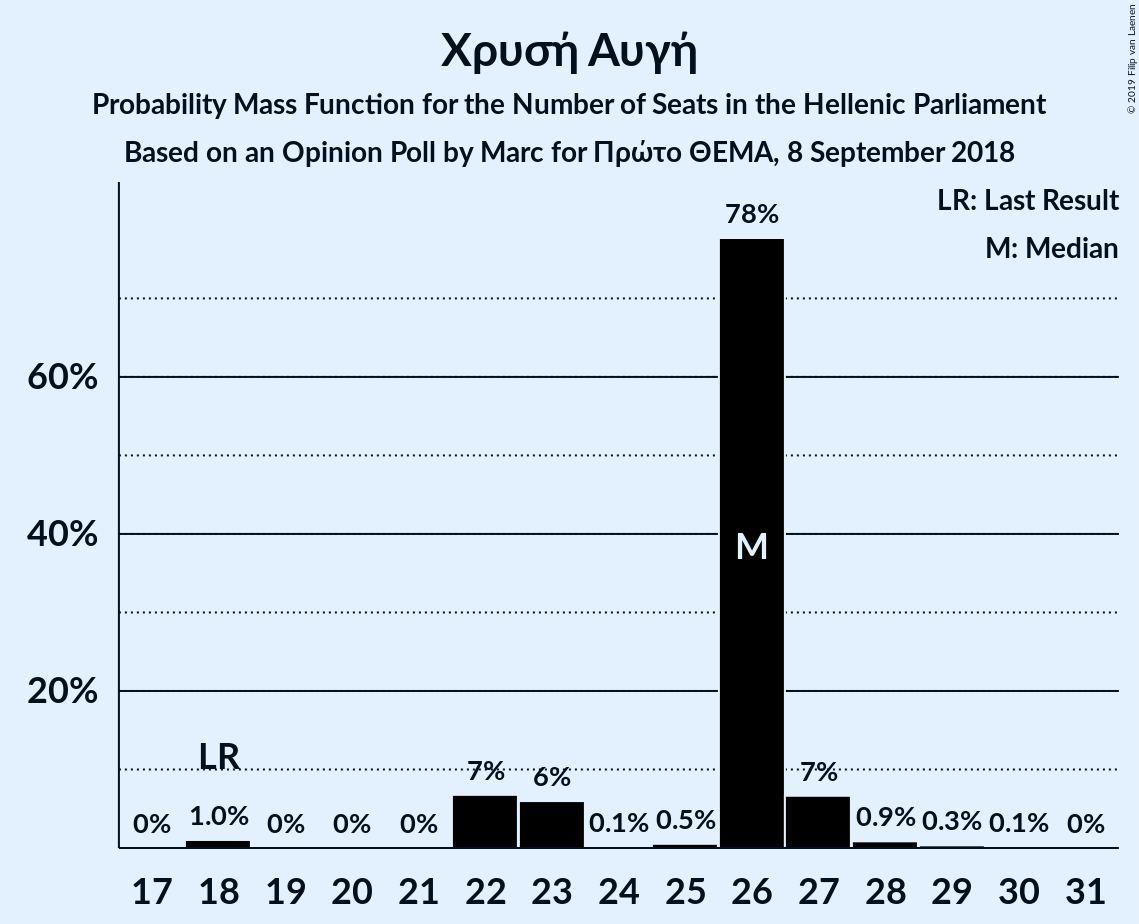 Χρυσή Αυγή
Probability Mass Function for the Number of Seats in the Hellenic Parliament
Based on an Opinion Poll by Marc for Πρώτο ΘΕΜΑ, 8 September 2018
© 2019 Filip van Laenen
LR: Last Result
M: Median
78%
60%
40%
M
20%
LR
0% 1.0% 0% 0% 0% 7% 6% 0.1% 0.5% 7% 0.9% 0.3% 0.1% 0%
17 18 19 20 21 22 23 24 25 26 27 28 29 30 31